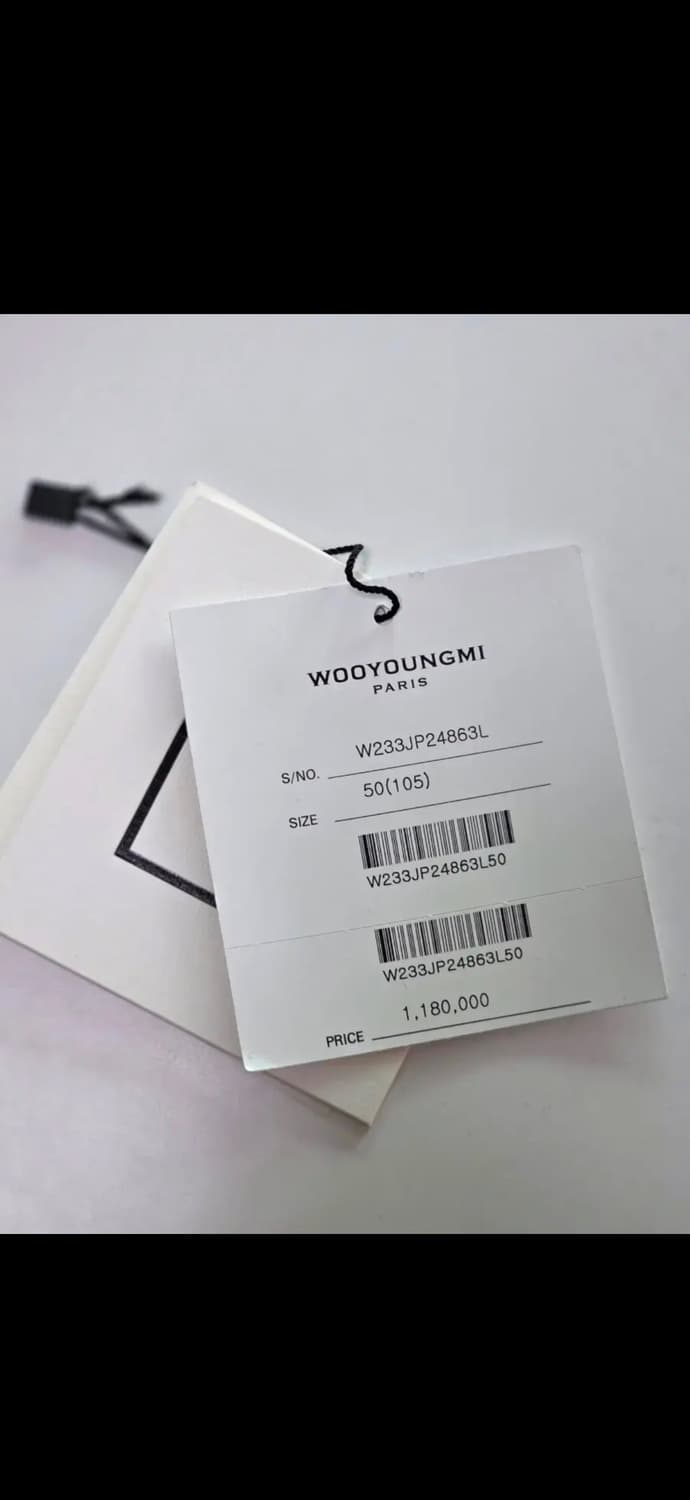 WOOYOUNGMI
PARIS
S/NO. W233JP24863L
SIZE 50(105)
W233JP24863L50
W233JP24863L50
PRICE 1,180,000